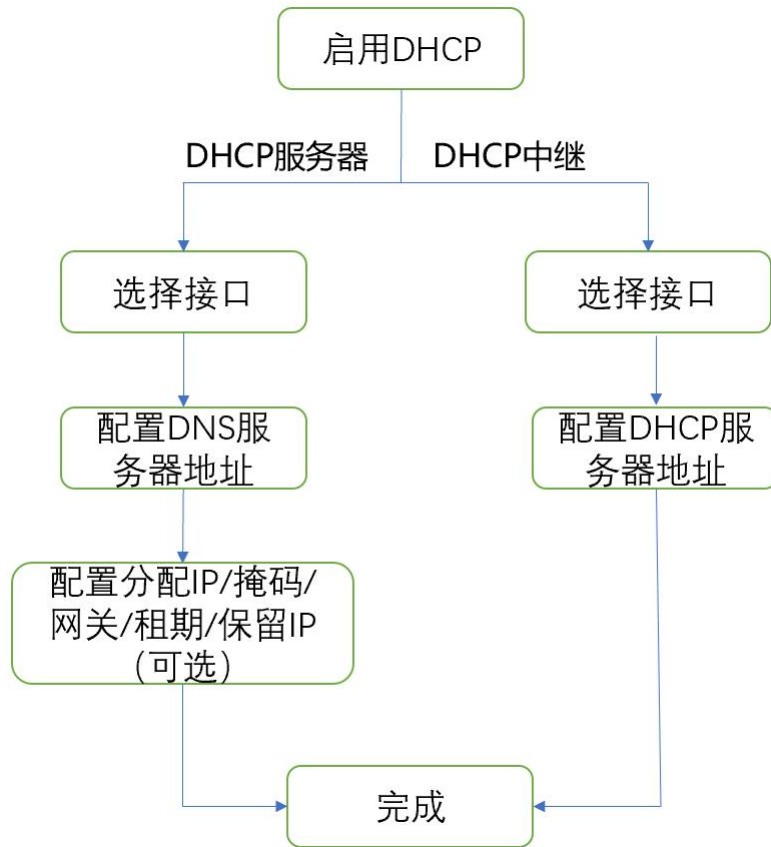 启用DHCP
DHCP服务器
DHCP中继
选择接口
选择接口
配置DNS服
务器地址
配置DHCP服
务器地址
配置分配IP/掩码/
网关/租期/保留IP
（可选）
完成